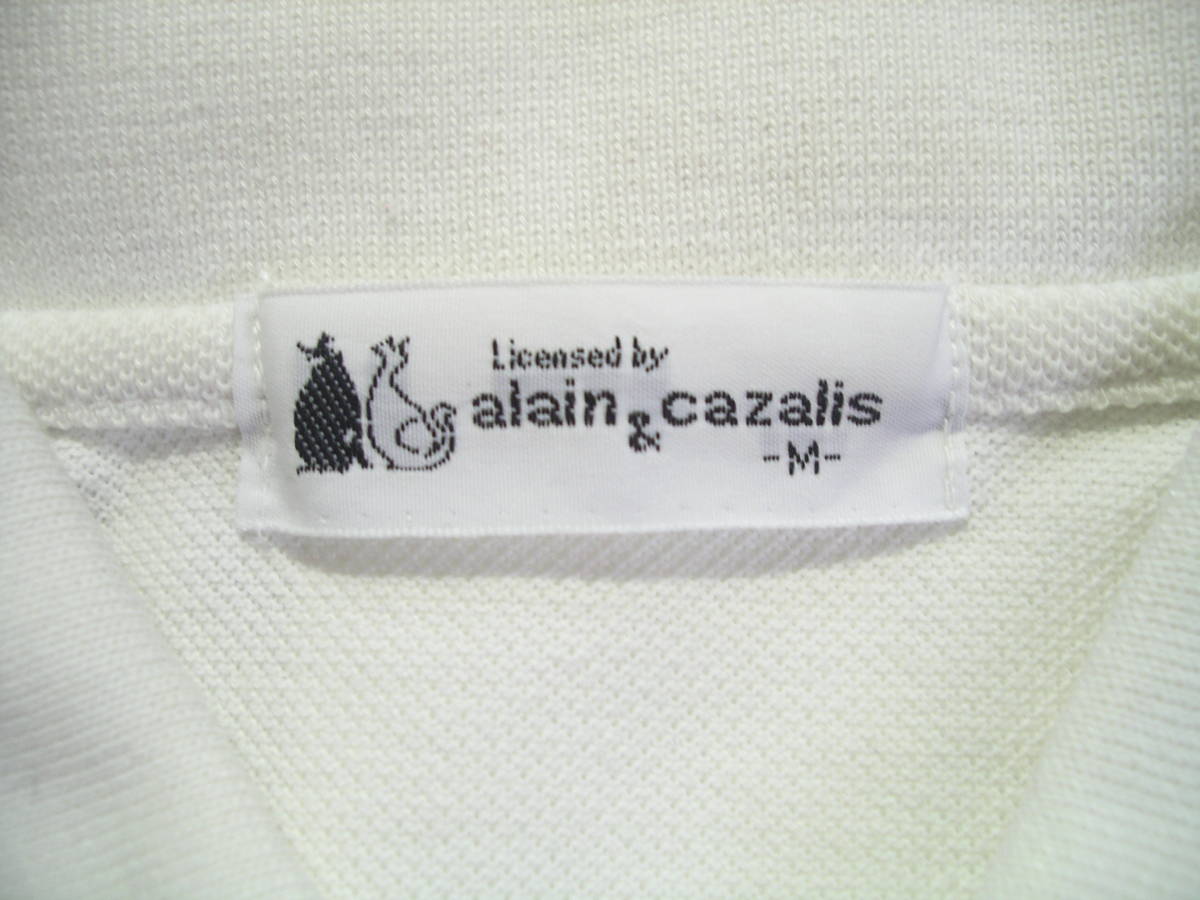 Licensed by
alain & cazalis
-M-